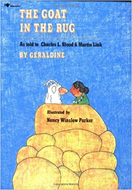 THE GOAT
IN THE RUG
As told to Charles L. Blood & Martin Link
BY GERALDINE
Illustrated by
Nancy Winslow Parker